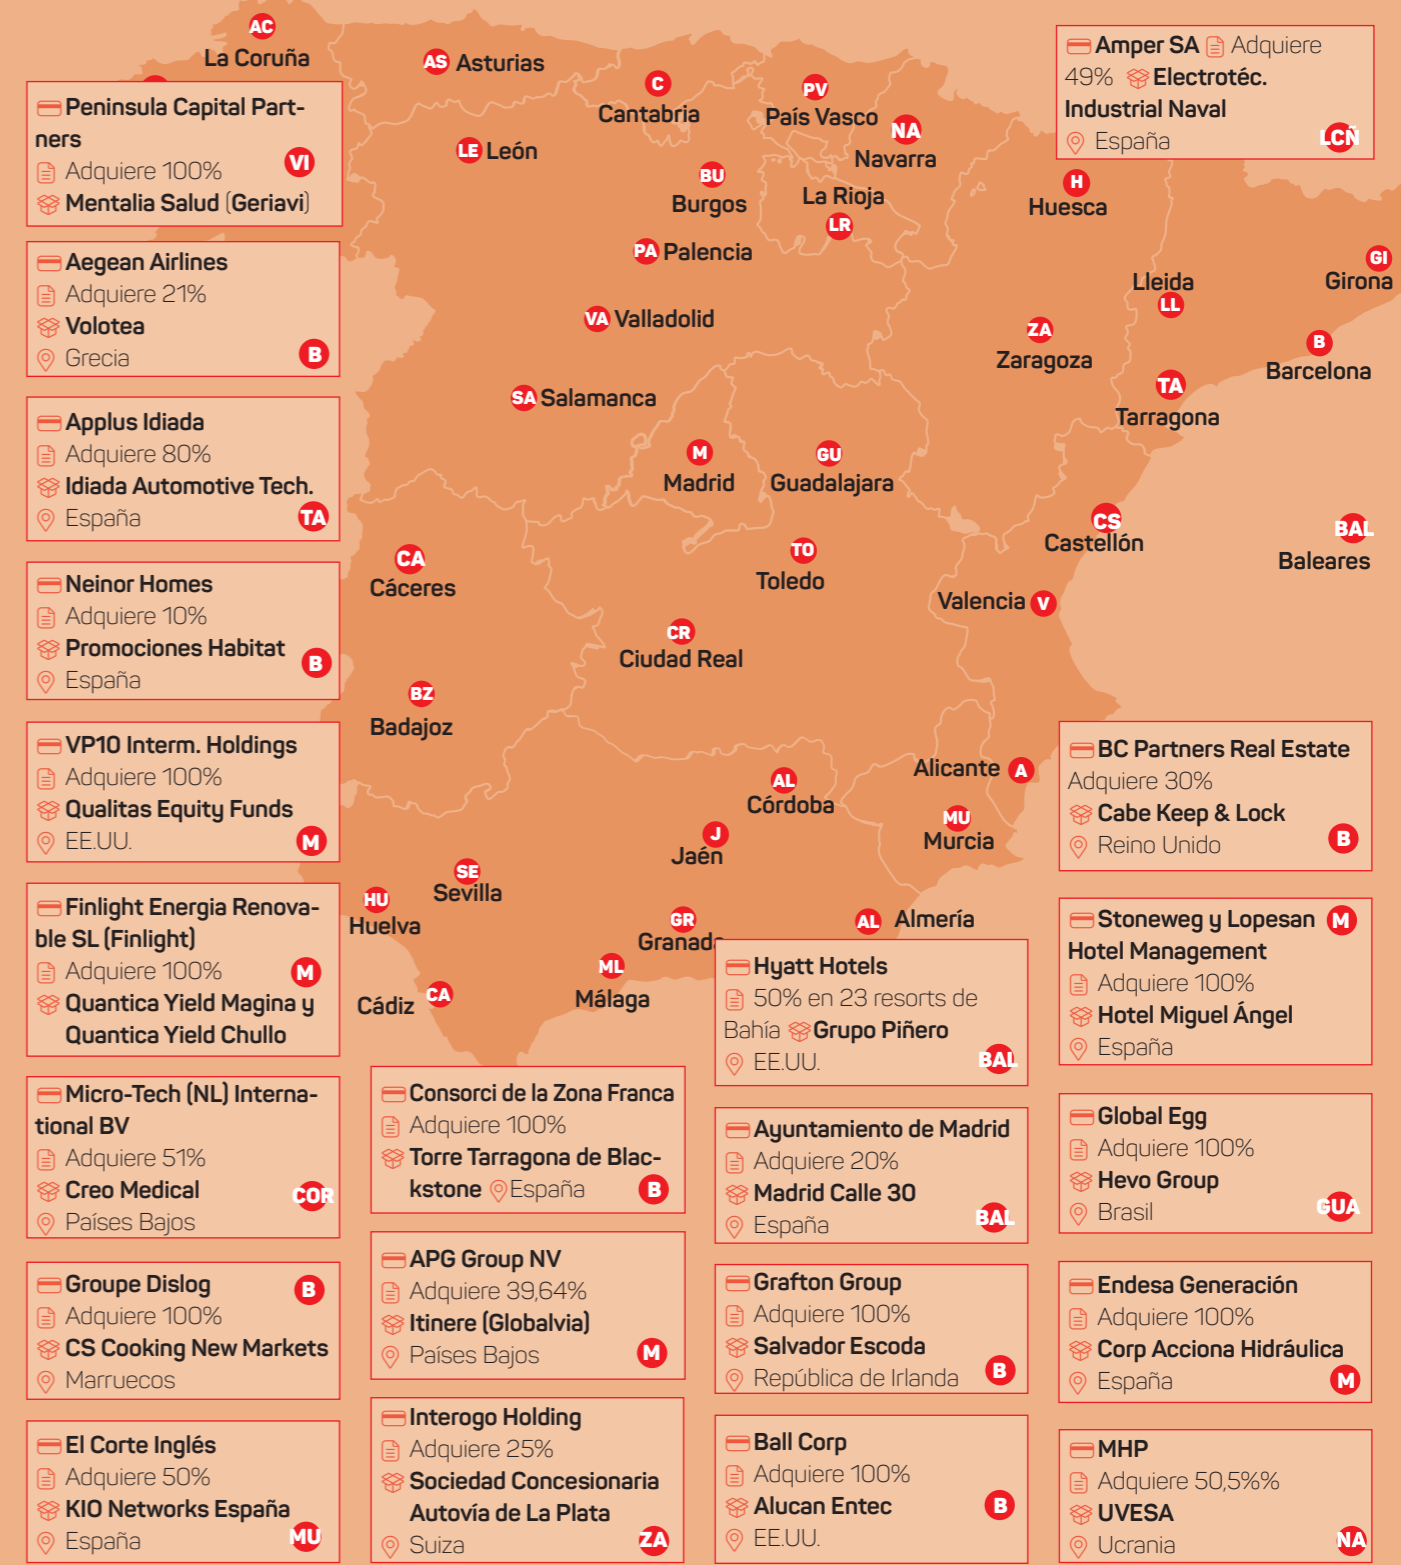 AC
La Coruña
AS Asturias
C
Cantabria
PV
País Vasco
NA
Navarra
LE León
BU
Burgos
La Rioja
LR
H
Huesca
PA Palencia
Lleida
LL
GI
Girona
VA Valladolid
ZA
Zaragoza
B
Barcelona
TA
Tarragona
SA Salamanca
M
Madrid
GU
Guadalajara
CS
Castellón
BAL
Baleares
CA
Cáceres
TO
Toledo
Valencia V
CR
Ciudad Real
BZ
Badajoz
Alicante A
AL
Córdoba
MU
Murcia
J
Jaén
SE
Sevilla
HU
Huelva
GR
Granada
AL Almería
ML
Málaga
Cádiz CA
Peninsula Capital Part-
ners
Adquiere 100%
VI
Mentalia Salud (Geriavi)
Aegean Airlines
Adquiere 21%
Volotea
Grecia
B
Applus Idiada
Adquiere 80%
Idiada Automotive Tech.
España
TA
Neinor Homes
Adquiere 10%
Promociones Habitat
España
B
VP10 Interm. Holdings
Adquiere 100%
Qualitas Equity Funds
EE.UU.
M
Finlight Energia Renova-
ble SL (Finlight)
Adquiere 100%
M
Quantica Yield Magina y
Quantica Yield Chullo
Micro-Tech (NL) Interna-
tional BV
Adquiere 51%
Creo Medical
COR
Países Bajos
Groupe Dislog
B
Adquiere 100%
CS Cooking New Markets
Marruecos
El Corte Inglés
Adquiere 50%
KIO Networks España
España
MU
Consorci de la Zona Franca
Adquiere 100%
Torre Tarragona de Blac-
kstone España
B
APG Group NV
Adquiere 39,64%
Itinere (Globalvia)
Países Bajos
M
Interogo Holding
Adquiere 25%
Sociedad Concesionaria
Autovía de La Plata
Suiza
ZA
Hyatt Hotels
50% en 23 resorts de
Bahía Grupo Piñero
EE.UU.
BAL
Ayuntamiento de Madrid
Adquiere 20%
Madrid Calle 30
España
BAL
Grafton Group
Adquiere 100%
Salvador Escoda
República de Irlanda
B
Ball Corp
Adquiere 100%
Alucan Entec
EE.UU.
B
Amper SA Adquiere
49% Electrotéc.
Industrial Naval
España
LCÑ
BC Partners Real Estate
Adquiere 30%
Cabe Keep & Lock
Reino Unido
B
Stoneweg y Lopesan
M
Hotel Management
Adquiere 100%
Hotel Miguel Ángel
España
Global Egg
Adquiere 100%
Hevo Group
Brasil
GUA
Endesa Generación
Adquiere 100%
Corp Acciona Hidráulica
España
M
MHP
Adquiere 50,5%%
UVESA
Ucrania
NA